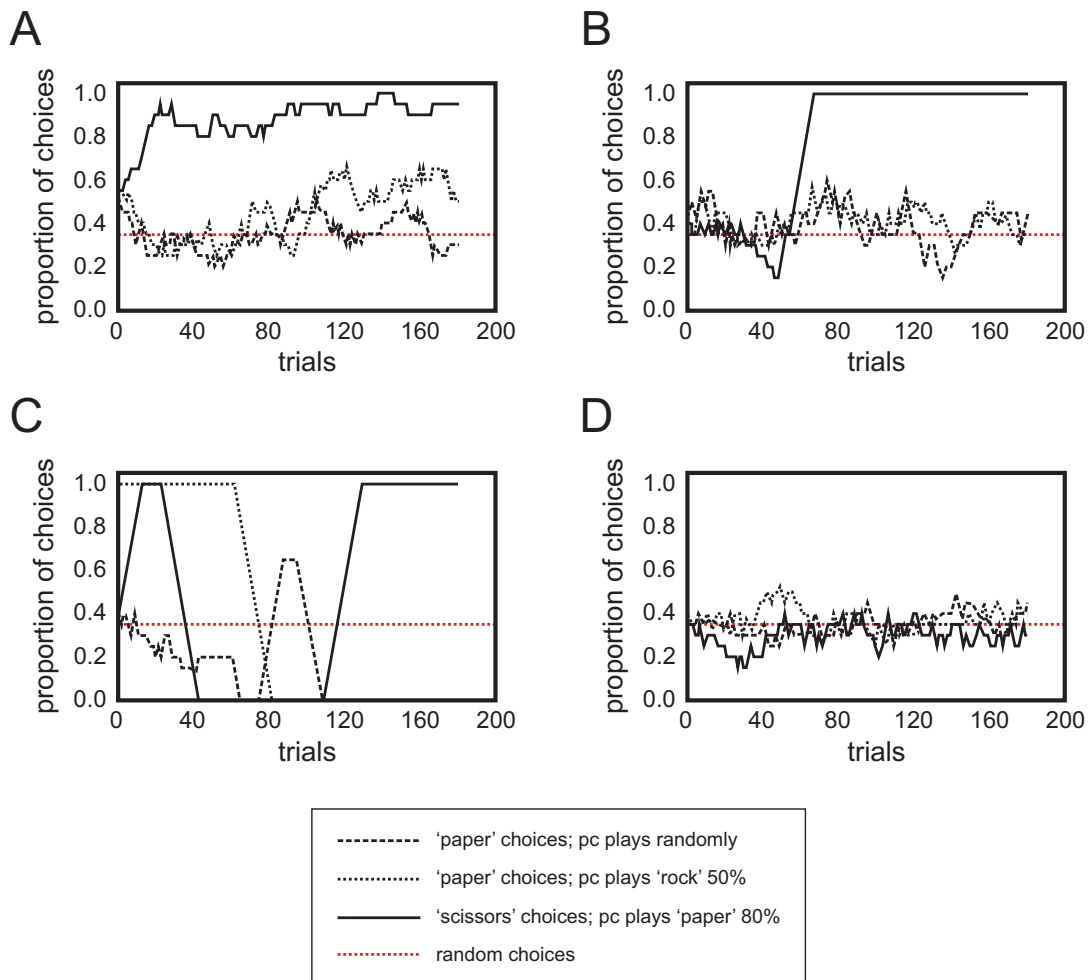 A
proportion of choices
1.0
0.8
0.6
0.4
0.2
0.0
0 40 80 120 160 200
trials
B
proportion of choices
1.0
0.8
0.6
0.4
0.2
0.0
0 40 80 120 160 200
trials
C
proportion of choices
1.0
0.8
0.6
0.4
0.2
0.0
0 40 80 120 160 200
trials
D
proportion of choices
1.0
0.8
0.6
0.4
0.2
0.0
0 40 80 120 160 200
trials
‘paper’ choices; pc plays randomly
‘paper’ choices; pc plays ‘rock’ 50%
‘scissors’ choices; pc plays ‘paper’ 80%
random choices